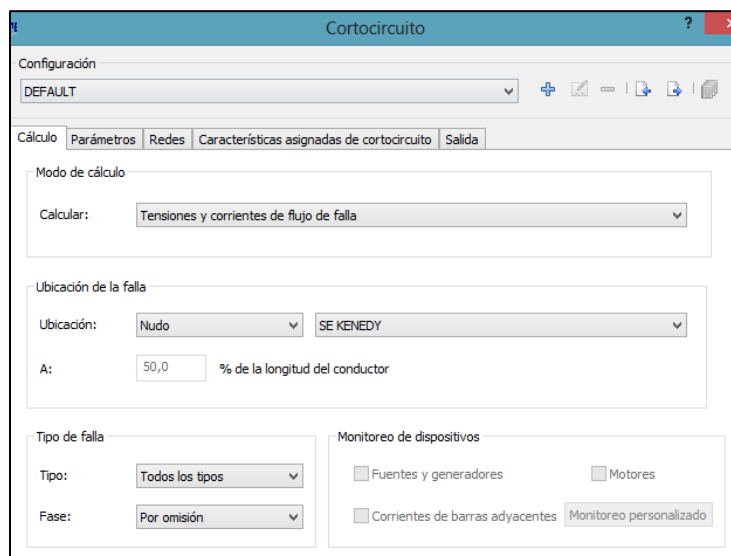 Cortocircuito ?
Configuración
DEFAULT
Cálculo Parámetros Redes Características asignadas de cortocircuito Salida
Modo de cálculo
Calcular: Tensiones y corrientes de flujo de falla
Ubicación de la falla
Ubicación: Nudo SE KENEDY
A: 50,0 % de la longitud del conductor
Tipo de falla Monitoreo de dispositivos
Tipo: Todos los tipos Fuentes y generadores Motores
Fase: Por omisión Corrientes de barras adyacentes Monitoreo personalizado